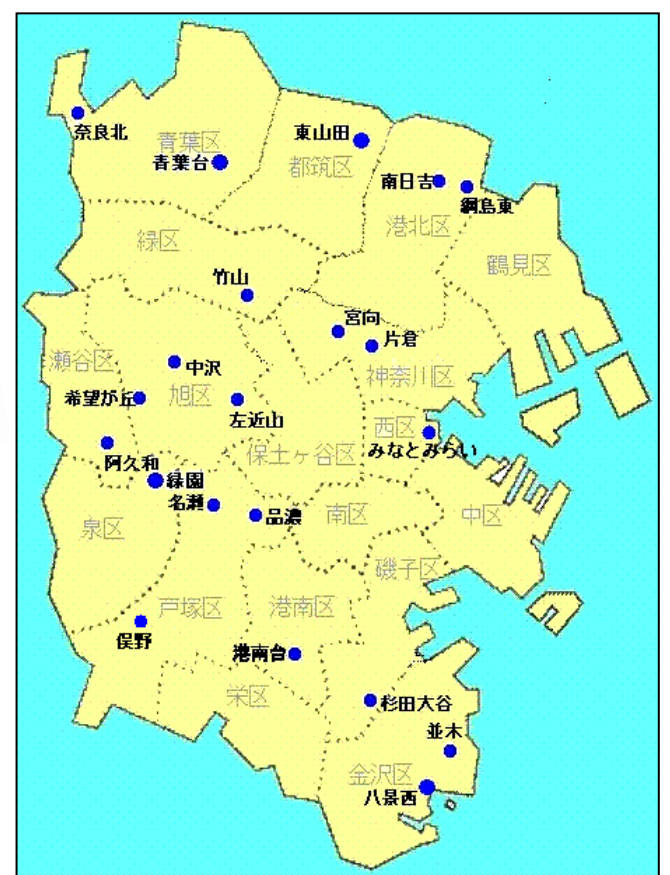 奈良北
青葉区
青葉台
東山田
都筑区
南日吉
綱島東
港北区
緑区
鶴見区
竹山
宮向
片倉
瀬谷区
中沢
神奈川区
希望が丘
旭区
左近山
西区
みなとみらい
阿久和
保土ヶ谷区
緑園
名瀬
品濃
南区
中区
泉区
磯子区
戸塚区
港南区
俣野
港南台
栄区
杉田大谷
並木
金沢区
八景西